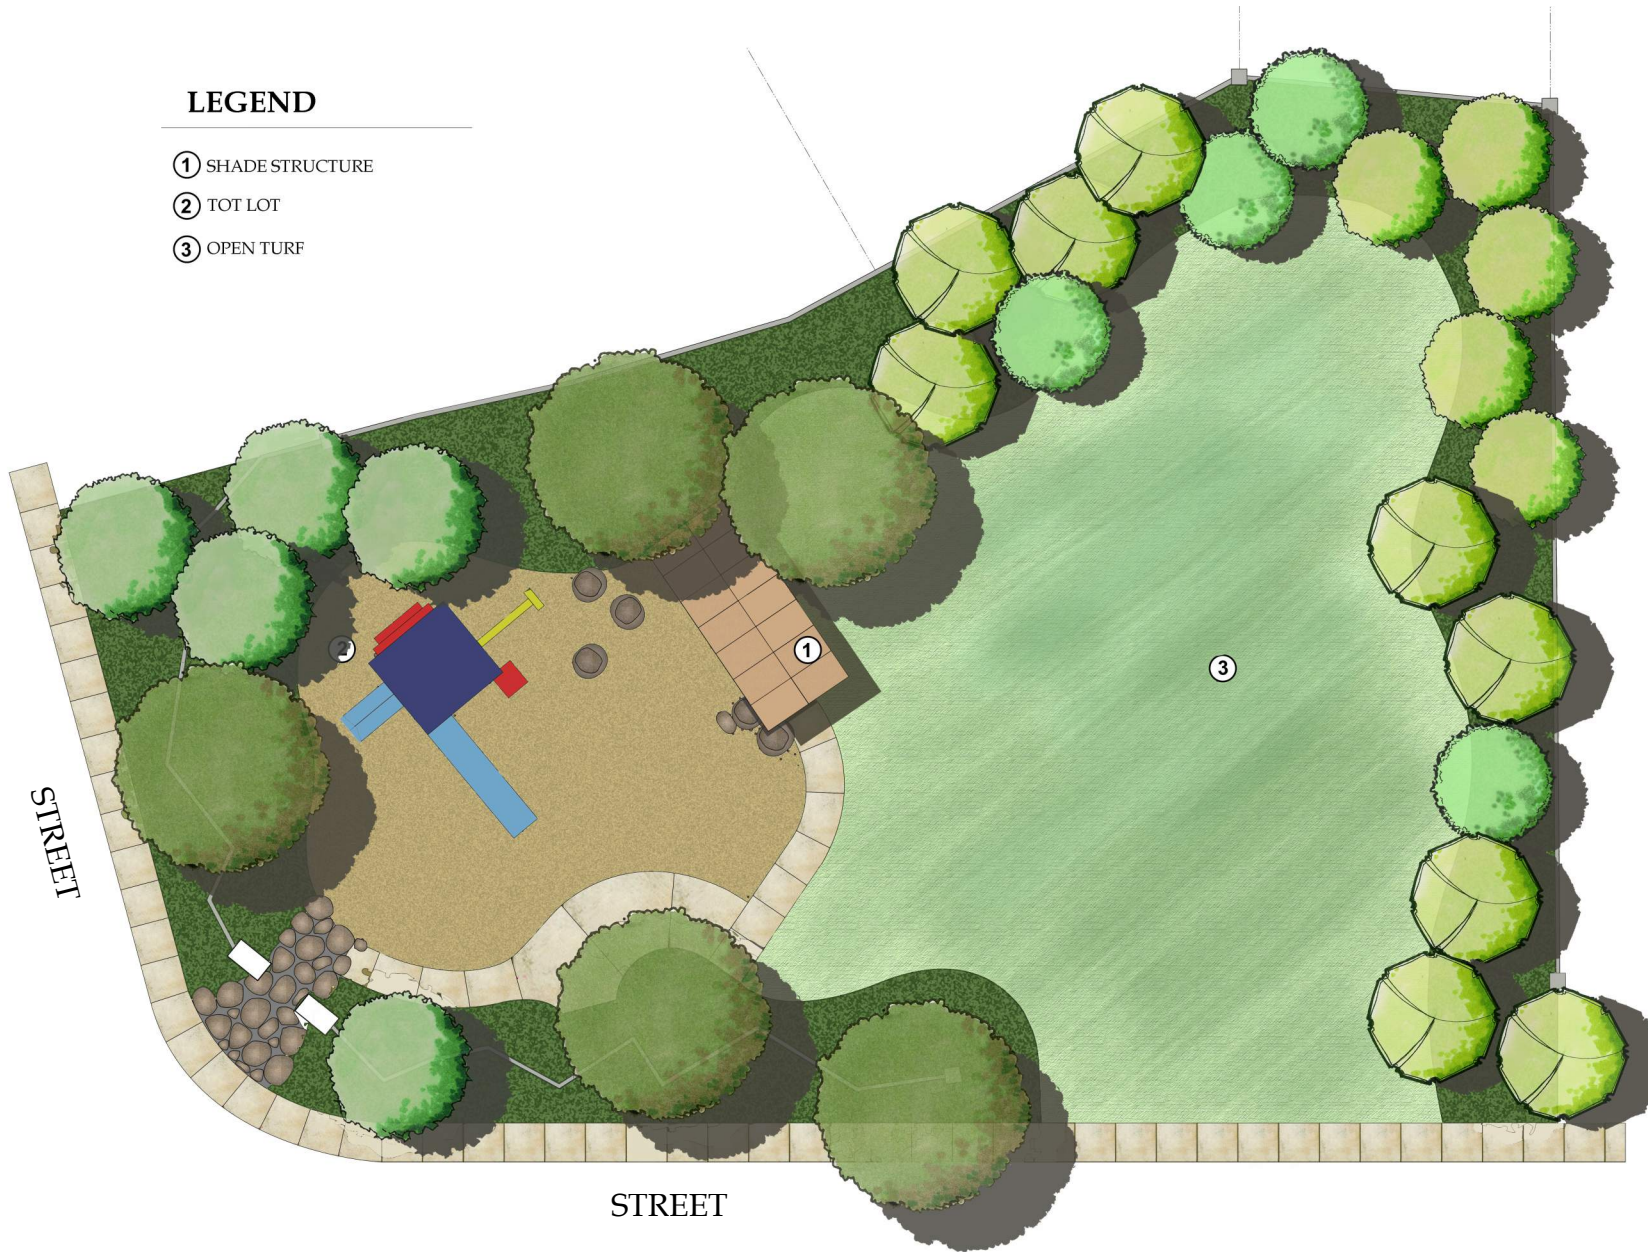 LEGEND
1 SHADE STRUCTURE
2 TOT LOT
3 OPEN TURF
2
1
3
STREET
STREET